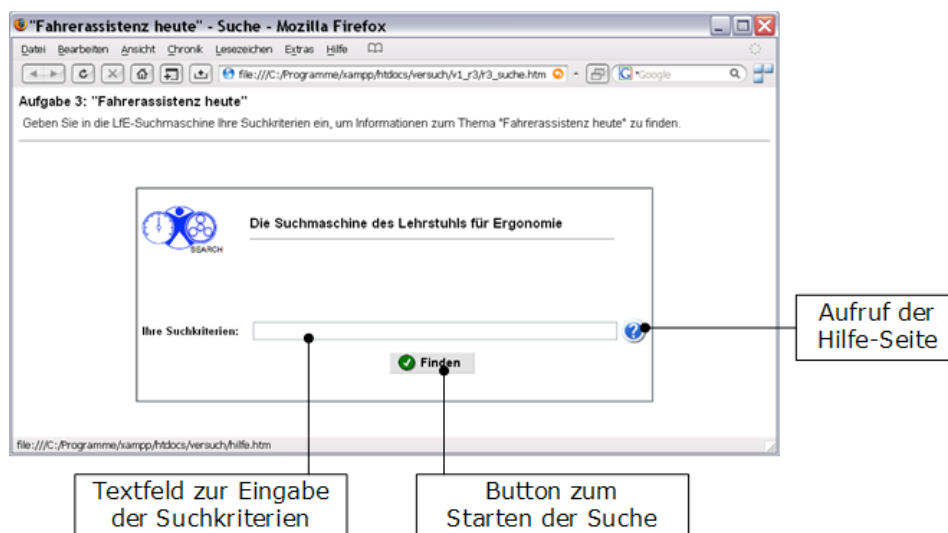 "Fahrerassistenz heute" - Suche - Mozilla Firefox
Datei Bearbeiten Ansicht Chronik Lesezeichen Extras Hilfe
file:///C:/Programme/xampp/htdocs/versuch/v1_r3/r3_suche.htm Google
Aufgabe 3: "Fahrerassistenz heute"
Geben Sie in die LfE-Suchmaschine Ihre Suchkriterien ein, um Informationen zum Thema "Fahrerassistenz heute" zu finden.
Die Suchmaschine des Lehrstuhls für Ergonomie
SEARCH
Ihre Suchkriterien:
Finden
Aufruf der
Hilfe-Seite
file:///C:/Programme/xampp/htdocs/versuch/hilfe.htm
Textfeld zur Eingabe
der Suchkriterien
Button zum
Starten der Suche